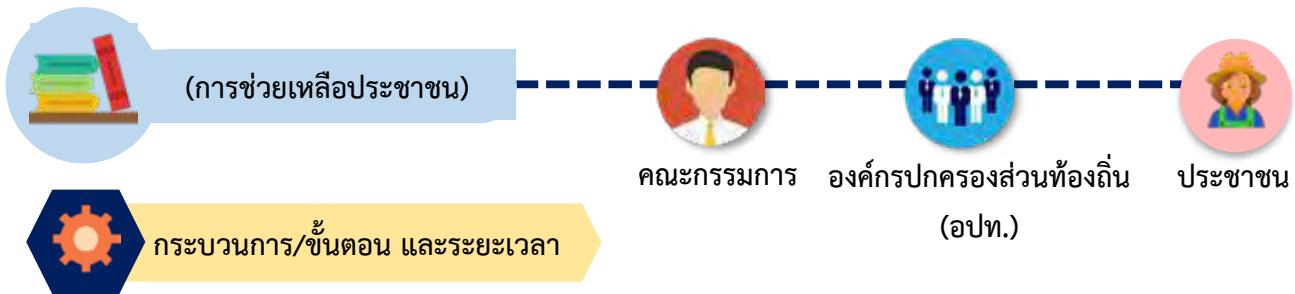 (การช่วยเหลือประชาชน)
คณะกรรมการ
องค์กรปกครองส่วนท้องถิ่น
(อปท.)
ประชาชน
กระบวนการ/ขั้นตอน และระยะเวลา